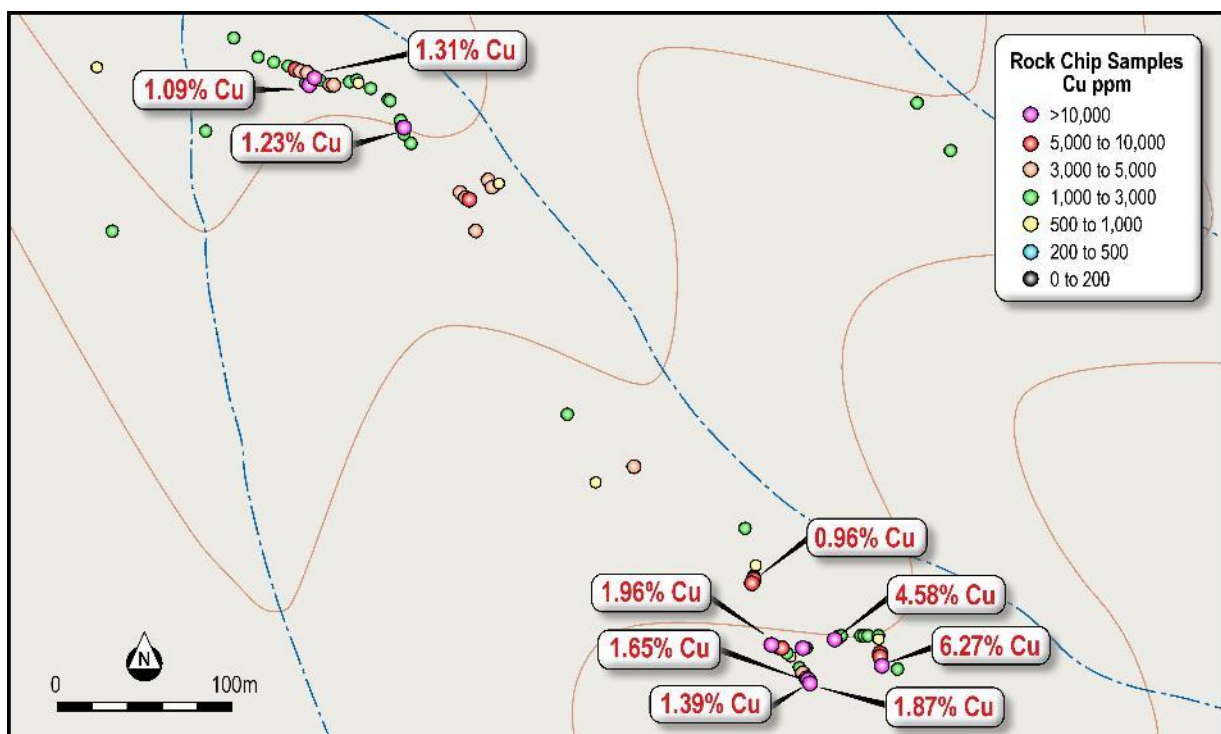 1.31% Cu
1.09% Cu
1.23% Cu
Rock Chip Samples
Cu ppm
>10,000
5,000 to 10,000
3,000 to 5,000
1,000 to 3,000
500 to 1,000
200 to 500
0 to 200
0.96% Cu
1.96% Cu
4.58% Cu
1.65% Cu
6.27% Cu
1.39% Cu
1.87% Cu
N
0 100m